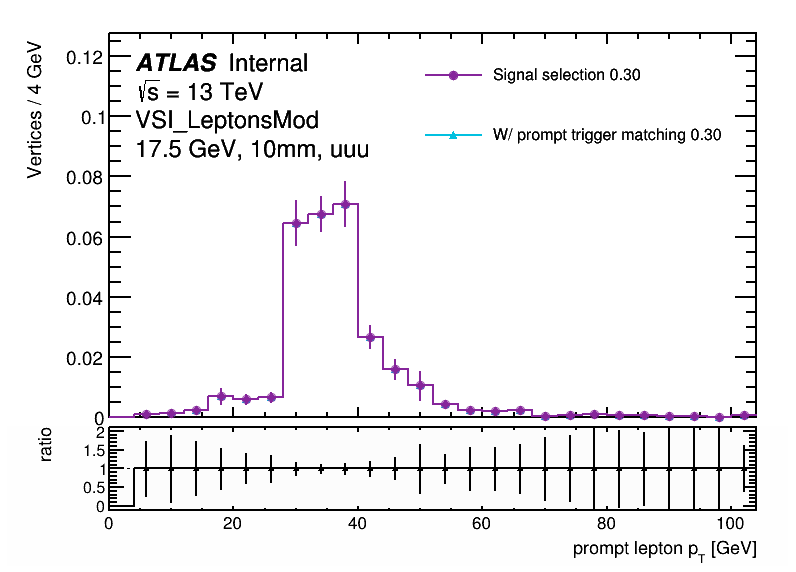 ATLAS Internal
√s = 13 TeV
VSI_LeptonsMod
17.5 GeV, 10mm, uuu
Signal selection 0.30
W/ prompt trigger matching 0.30
Vertices / 4 GeV
0.12
0.1
0.08
0.06
0.04
0.02
0
ratio
2
1.5
1
0.5
0
0 20 40 60 80 100
prompt lepton p_T [GeV]